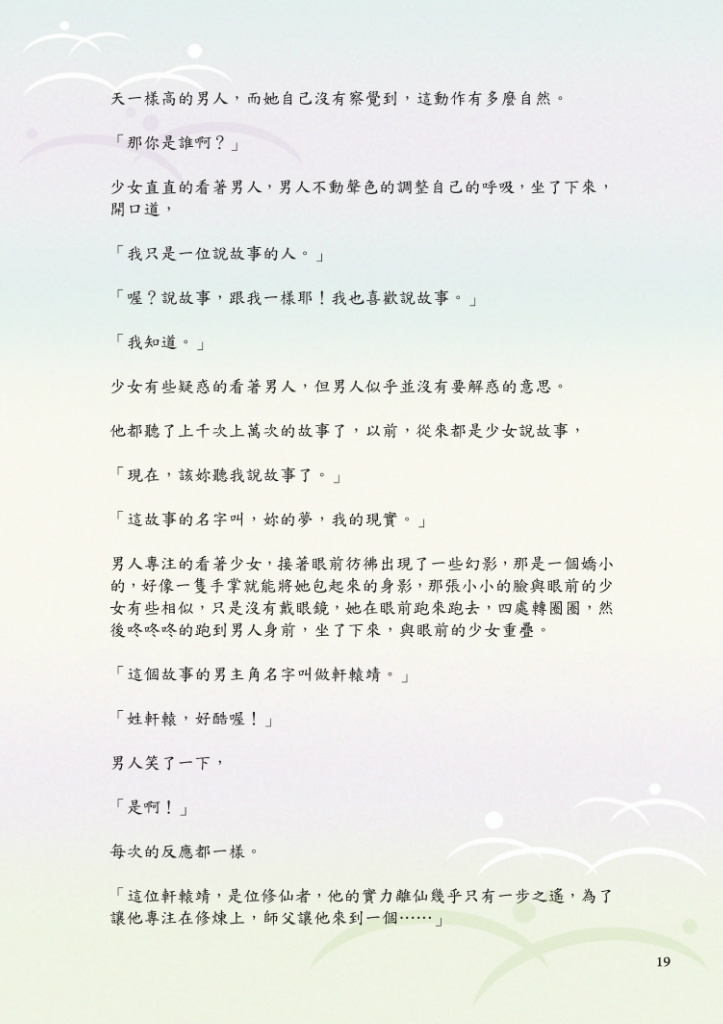 天一樣高的男人，而她自己沒有察覺到，這動作有多麼自然。
「那你是誰啊？」
少女直直的看著男人，男人不動聲色的調整自己的呼吸，坐了下來，
開口道，
「我只是一位說故事的人。」
「喔？說故事，跟我一樣耶！我也喜歡說故事。」
「我知道。」
少女有些疑惑的看著男人，但男人似乎並沒有要解惑的意思。
他都聽了上千次上萬次的故事了，以前，從來都是少女說故事，
「現在，該妳聽我說故事了。」
「這故事的名字叫，妳的夢，我的現實。」
男人專注的看著少女，接著眼前彷彿出現了一些幻影，那是一個嬌小
的，好像一隻手掌就能將她包起來的身影，那張小小的臉與眼前的少
女有些相似，只是沒有戴眼鏡，她在眼前跑來跑去，四處轉圈圈，然
後咚咚咚的跑到男人身前，坐了下來，與眼前的少女重疊。
「這個故事的男主角名字叫做軒轅靖。」
「姓軒轅，好酷喔！」
男人笑了一下，
「是啊！」
每次的反應都一樣。
「這位軒轅靖，是位修仙者，他的實力離仙幾乎只有一步之遙，為了
讓他專注在修煉上，師父讓他來到一個⋯⋯」
19